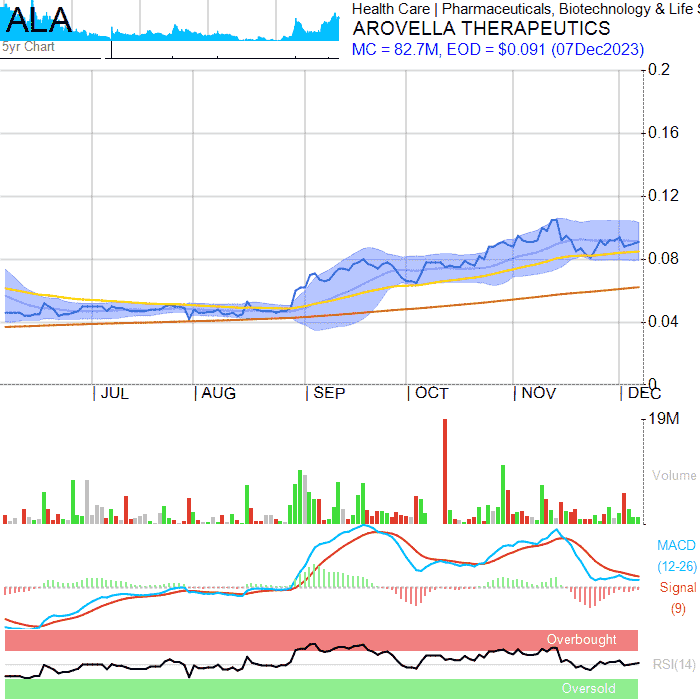 ALA
5yr Chart
Health Care | Pharmaceuticals, Biotechnology & Life S
AROVELLA THERAPEUTICS
MC = 82.7M, EOD = $0.091 (07Dec2023)
0.2
0.16
0.12
0.08
0.04
0
JUL AUG SEP OCT NOV DEC
19M
Volume
MACD
(12-26)
Signal
(9)
Overbought
RSI(14)
Oversold